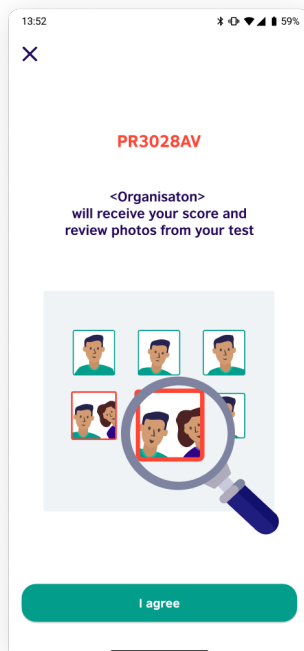 13:52 59%
PR3028AV
<Organisaton>
will receive your score and
review photos from your test
I agree